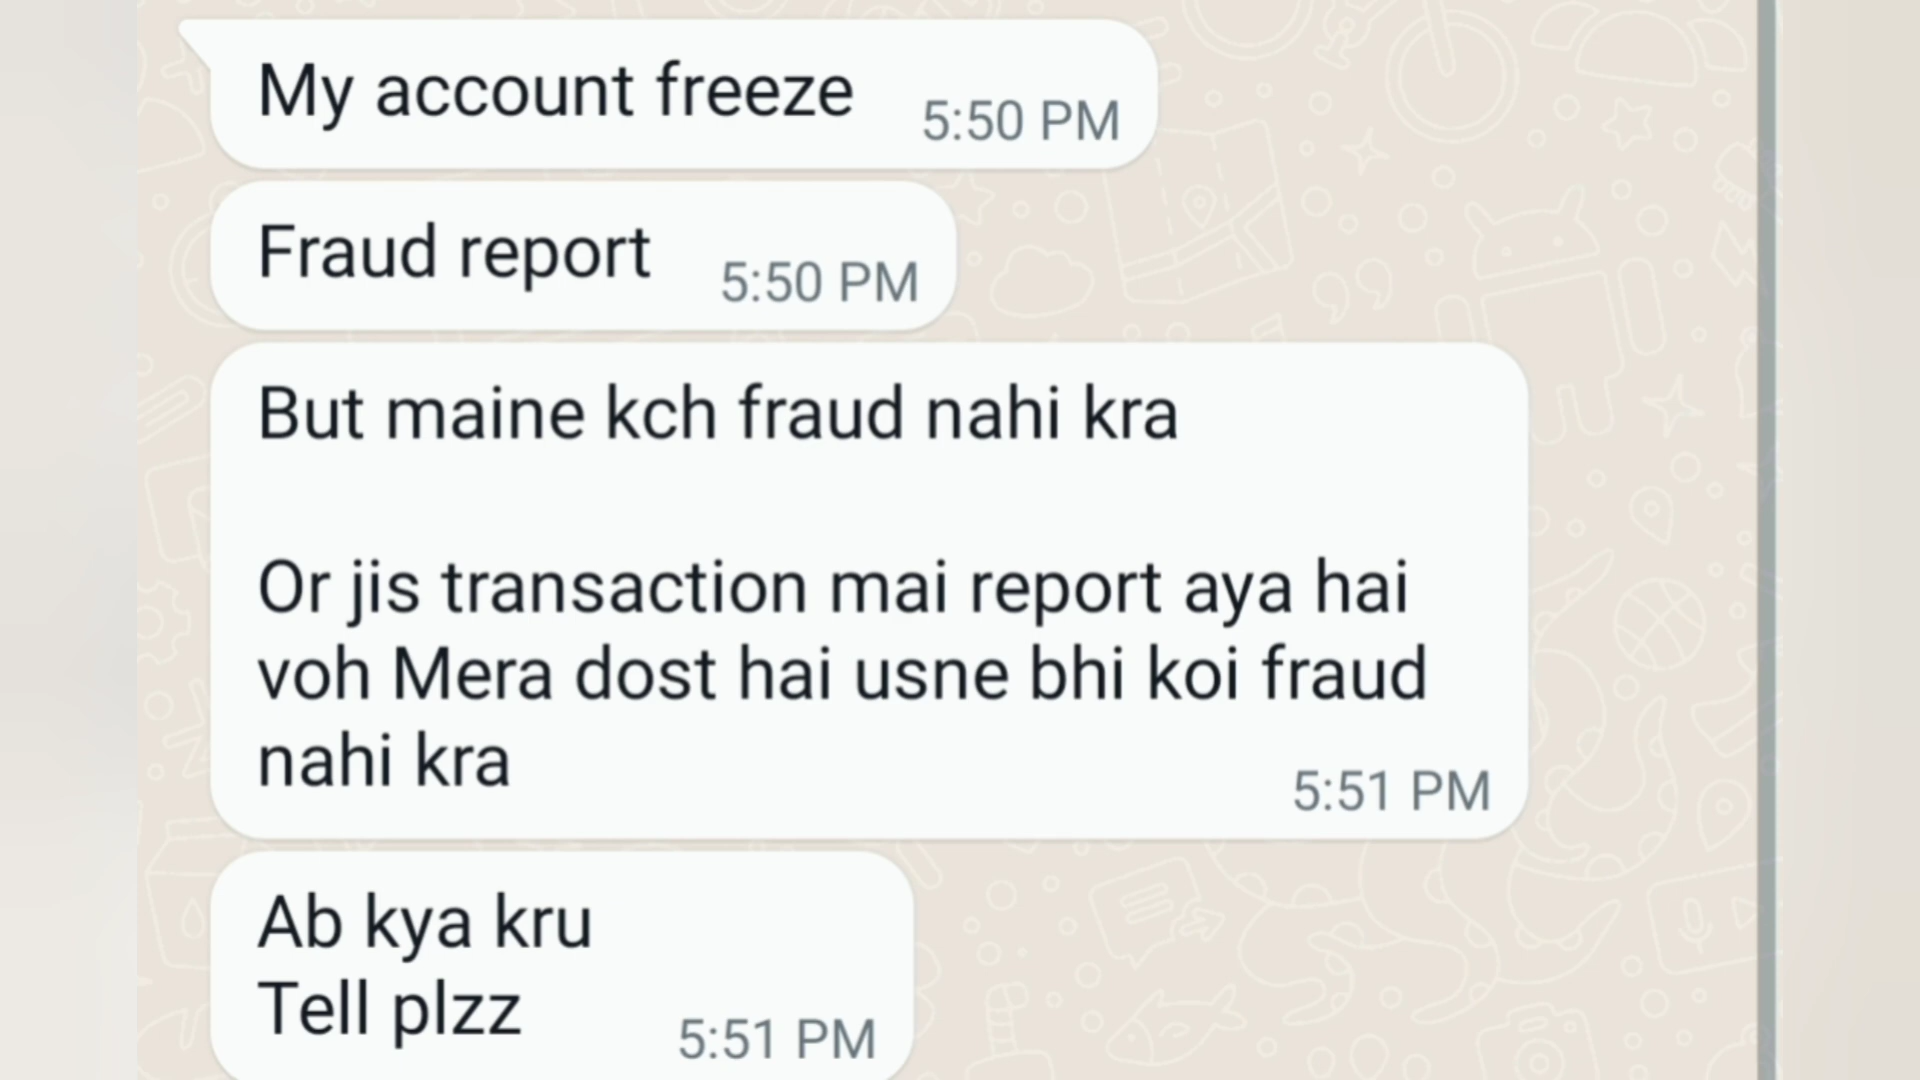 My account freeze
5:50 PM
Fraud report
5:50 PM
But maine kch fraud nahi kra
Or jis transaction mai report aya hai
voh Mera dost hai usne bhi koi fraud
nahi kra
5:51 PM
Ab kya kru
Tell plzz
5:51 PM